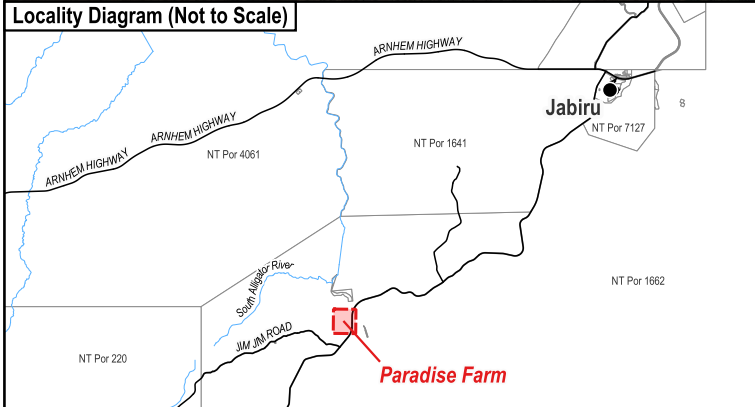 Locality Diagram (Not to Scale)
ARNHEM HIGHWAY
Jabiru
NT Por 7127
ARNHEM HIGHWAY
NT Por 1641
NT Por 4061
ARNHEM HIGHWAY
South Alligator River
NT Por 1662
JIM JIM ROAD
NT Por 220
Paradise Farm